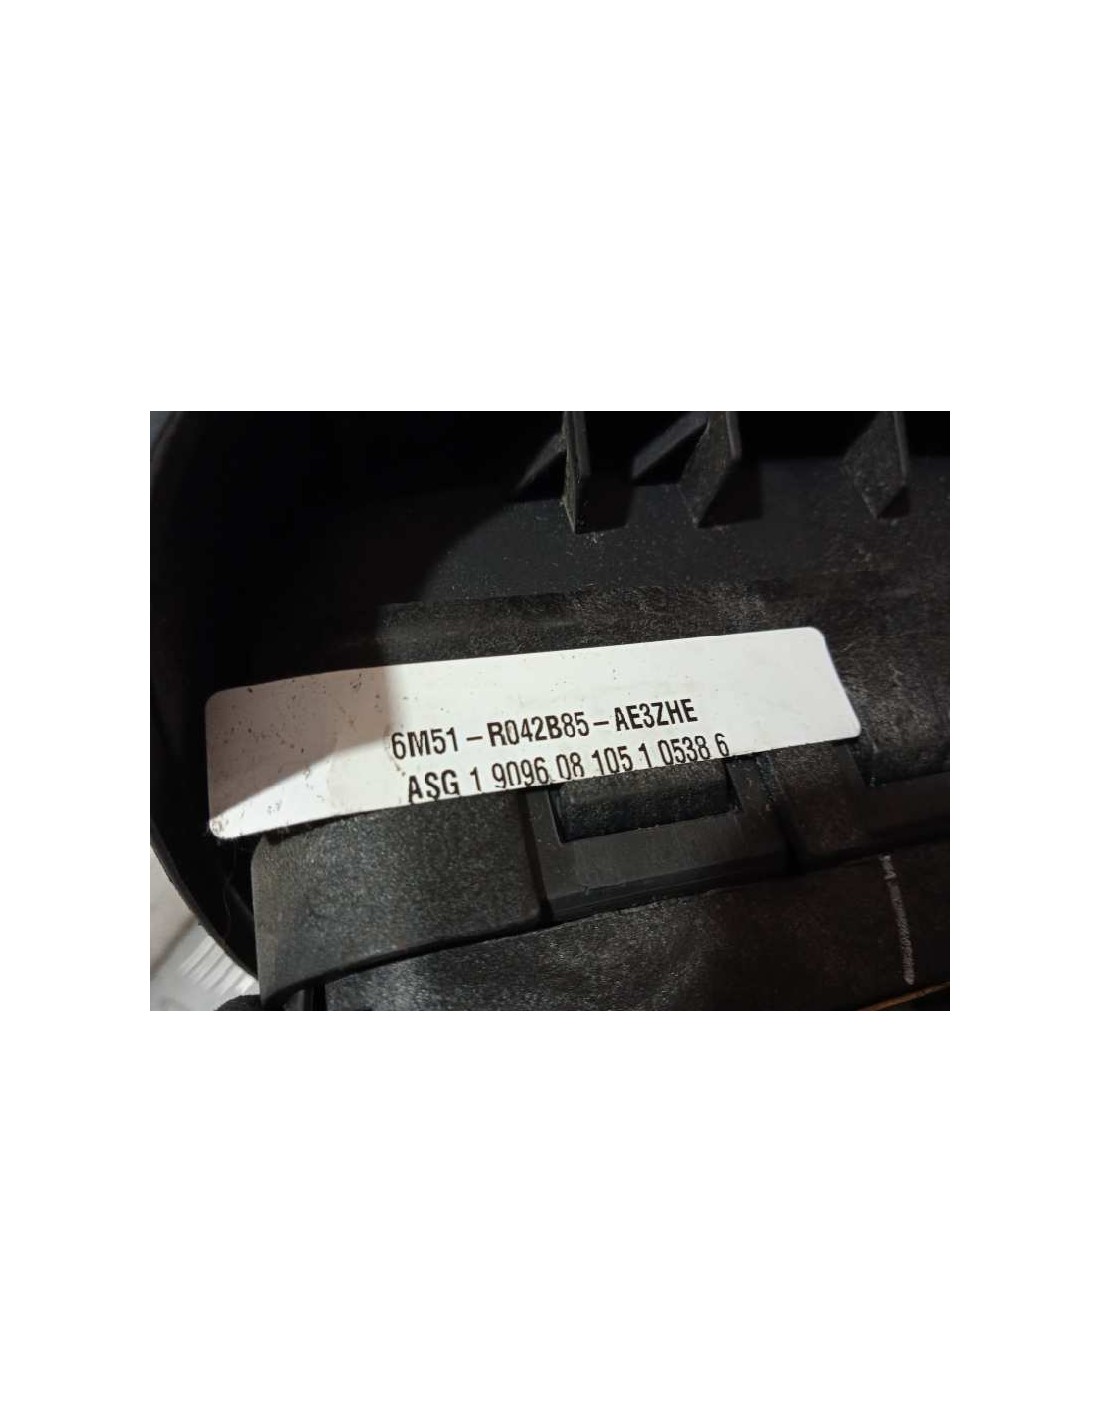 6M51-R042B85-AE3ZHE
ASG 1 9096 08 105 1 0538 6